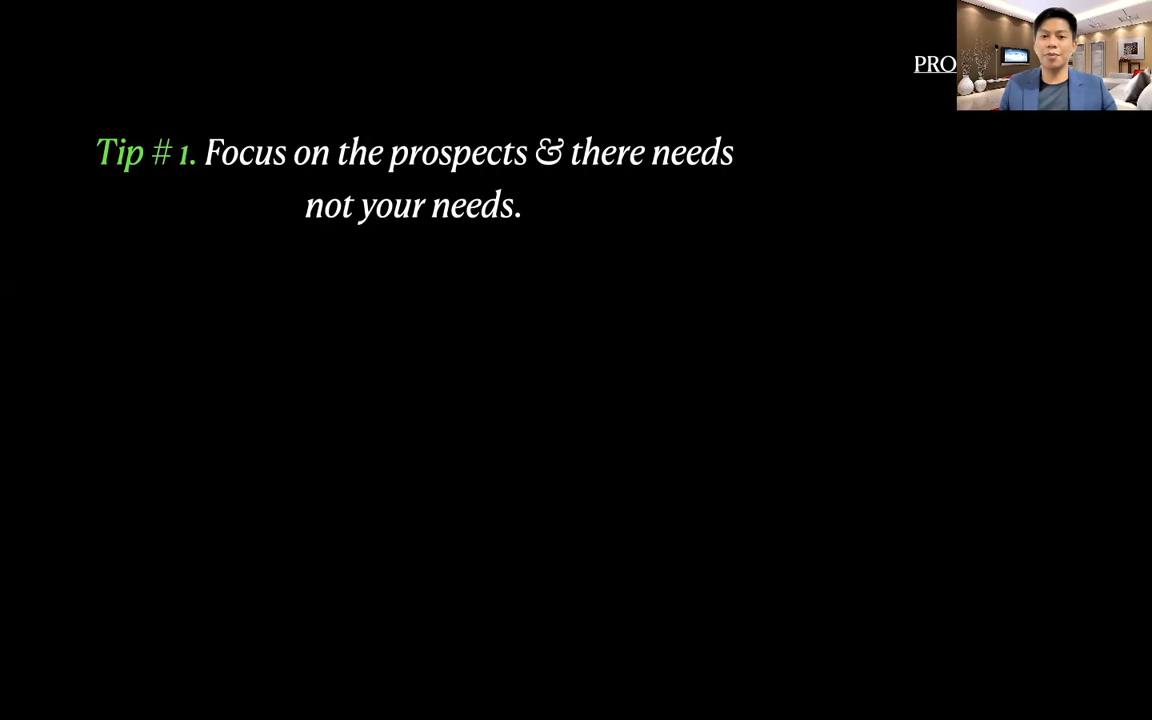 PRO
Tip # 1. Focus on the prospects & there needs
not your needs.